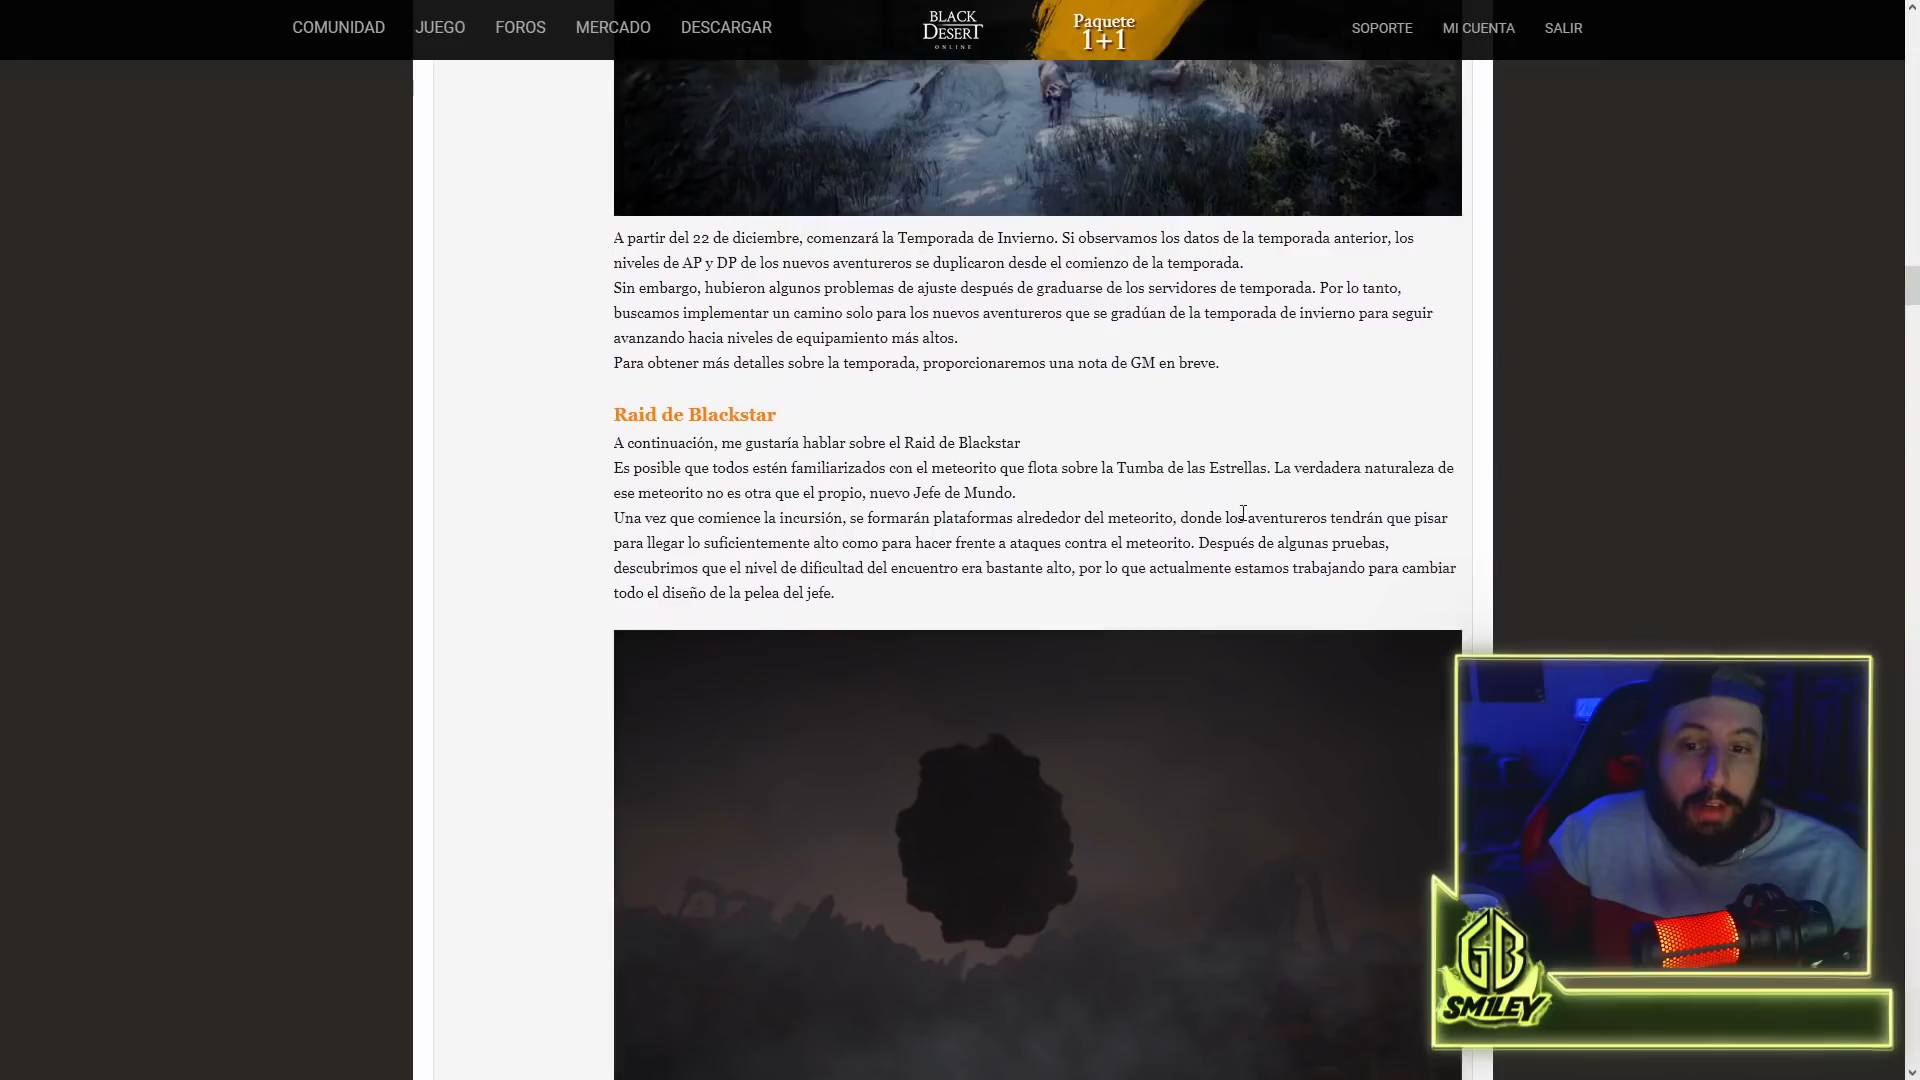 COMUNIDAD JUEGO FOROS MERCADO DESCARGAR BLACK DESERT ONLINE Paquete 1+1 SOPORTE MI CUENTA SALIR
A partir del 22 de diciembre, comenzará la Temporada de Invierno. Si observamos los datos de la temporada anterior, los
niveles de AP y DP de los nuevos aventureros se duplicaron desde el comienzo de la temporada.
Sin embargo, hubieron algunos problemas de ajuste después de graduarse de los servidores de temporada. Por lo tanto,
buscamos implementar un camino solo para los nuevos aventureros que se gradúan de la temporada de invierno para seguir
avanzando hacia niveles de equipamiento más altos.
Para obtener más detalles sobre la temporada, proporcionaremos una nota de GM en breve.
Raid de Blackstar
A continuación, me gustaría hablar sobre el Raid de Blackstar
Es posible que todos estén familiarizados con el meteorito que flota sobre la Tumba de las Estrellas. La verdadera naturaleza de
ese meteorito no es otra que el propio, nuevo Jefe de Mundo.
Una vez que comience la incursión, se formarán plataformas alrededor del meteorito, donde los aventureros tendrán que pisar
para llegar lo suficientemente alto como para hacer frente a ataques contra el meteorito. Después de algunas pruebas,
descubrimos que el nivel de dificultad del encuentro era bastante alto, por lo que actualmente estamos trabajando para cambiar
todo el diseño de la pelea del jefe.
GB
SM1LEY